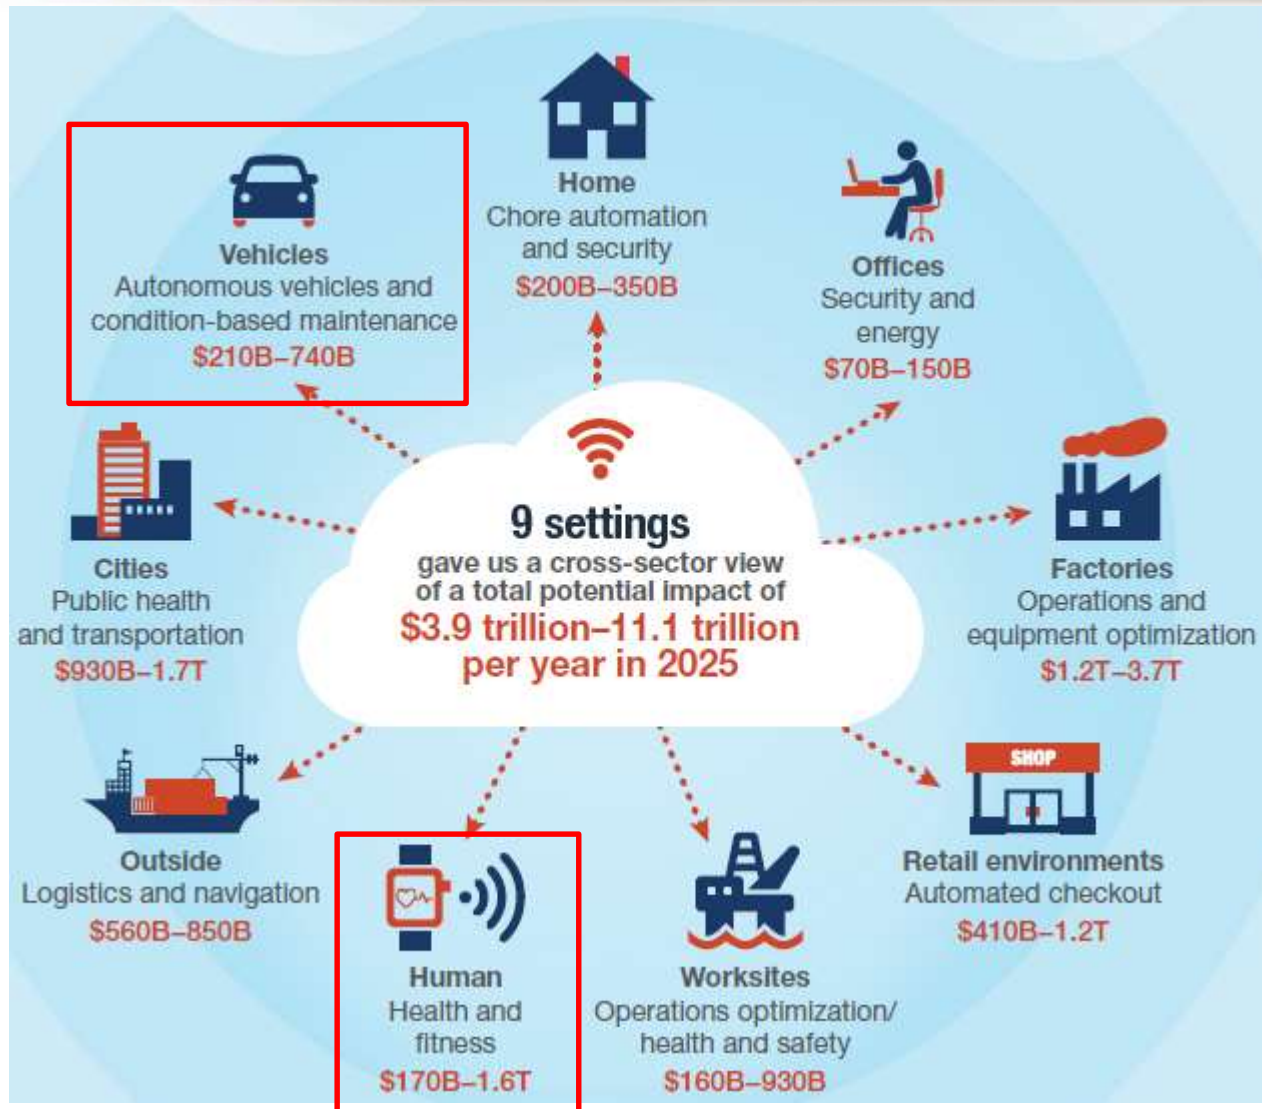 Home
Chore automation
and security
$200B–350B
Vehicles
Autonomous vehicles and
condition-based maintenance
$210B–740B
Offices
Security and
energy
$70B–150B
9 settings
gave us a cross-sector view
of a total potential impact of
$3.9 trillion–11.1 trillion
per year in 2025
Cities
Public health
and transportation
$930B–1.7T
Factories
Operations and
equipment optimization
$1.2T–3.7T
Outside
Logistics and navigation
$560B–850B
Human
Health and
fitness
$170B–1.6T
Worksites
Operations optimization/
health and safety
$160B–930B
SHOP
Retail environments
Automated checkout
$410B–1.2T